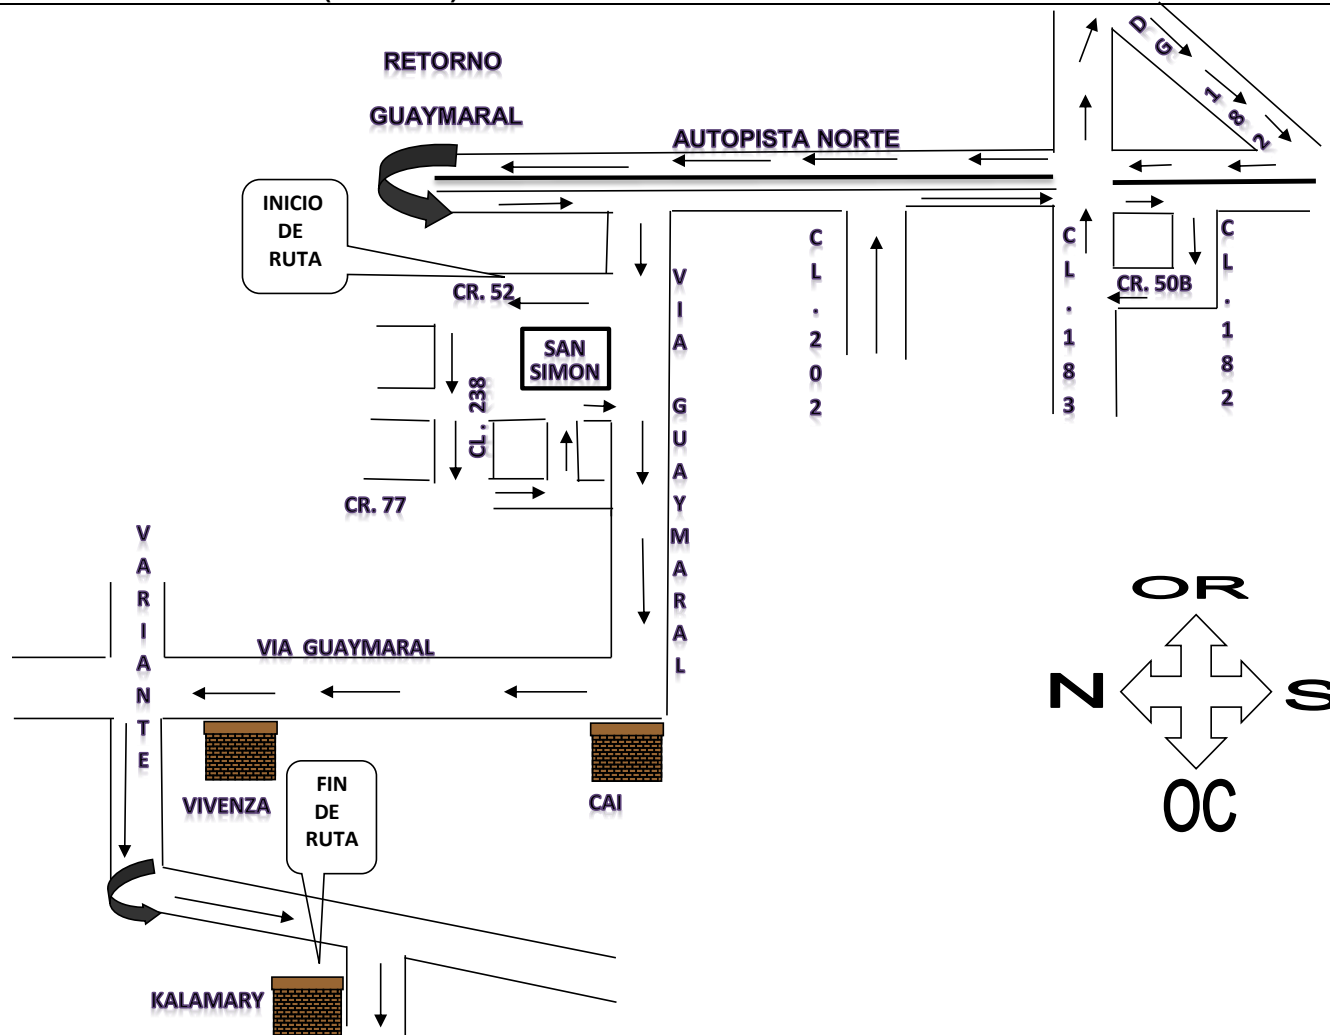 RETORNO
GUAYMARAL
AUTOPISTA NORTE
DG 182
INICIO
DE
RUTA
CR. 52
SAN
SIMON
CL. 238
CR. 77
VIA GUAYMARAL
CL.202
CL.183
CR. 50B
CL.182
VARIANTE
VIA GUAYMARAL
VIVENZA
CAI
FIN
DE
RUTA
KALAMARY
OR
N
S
OC